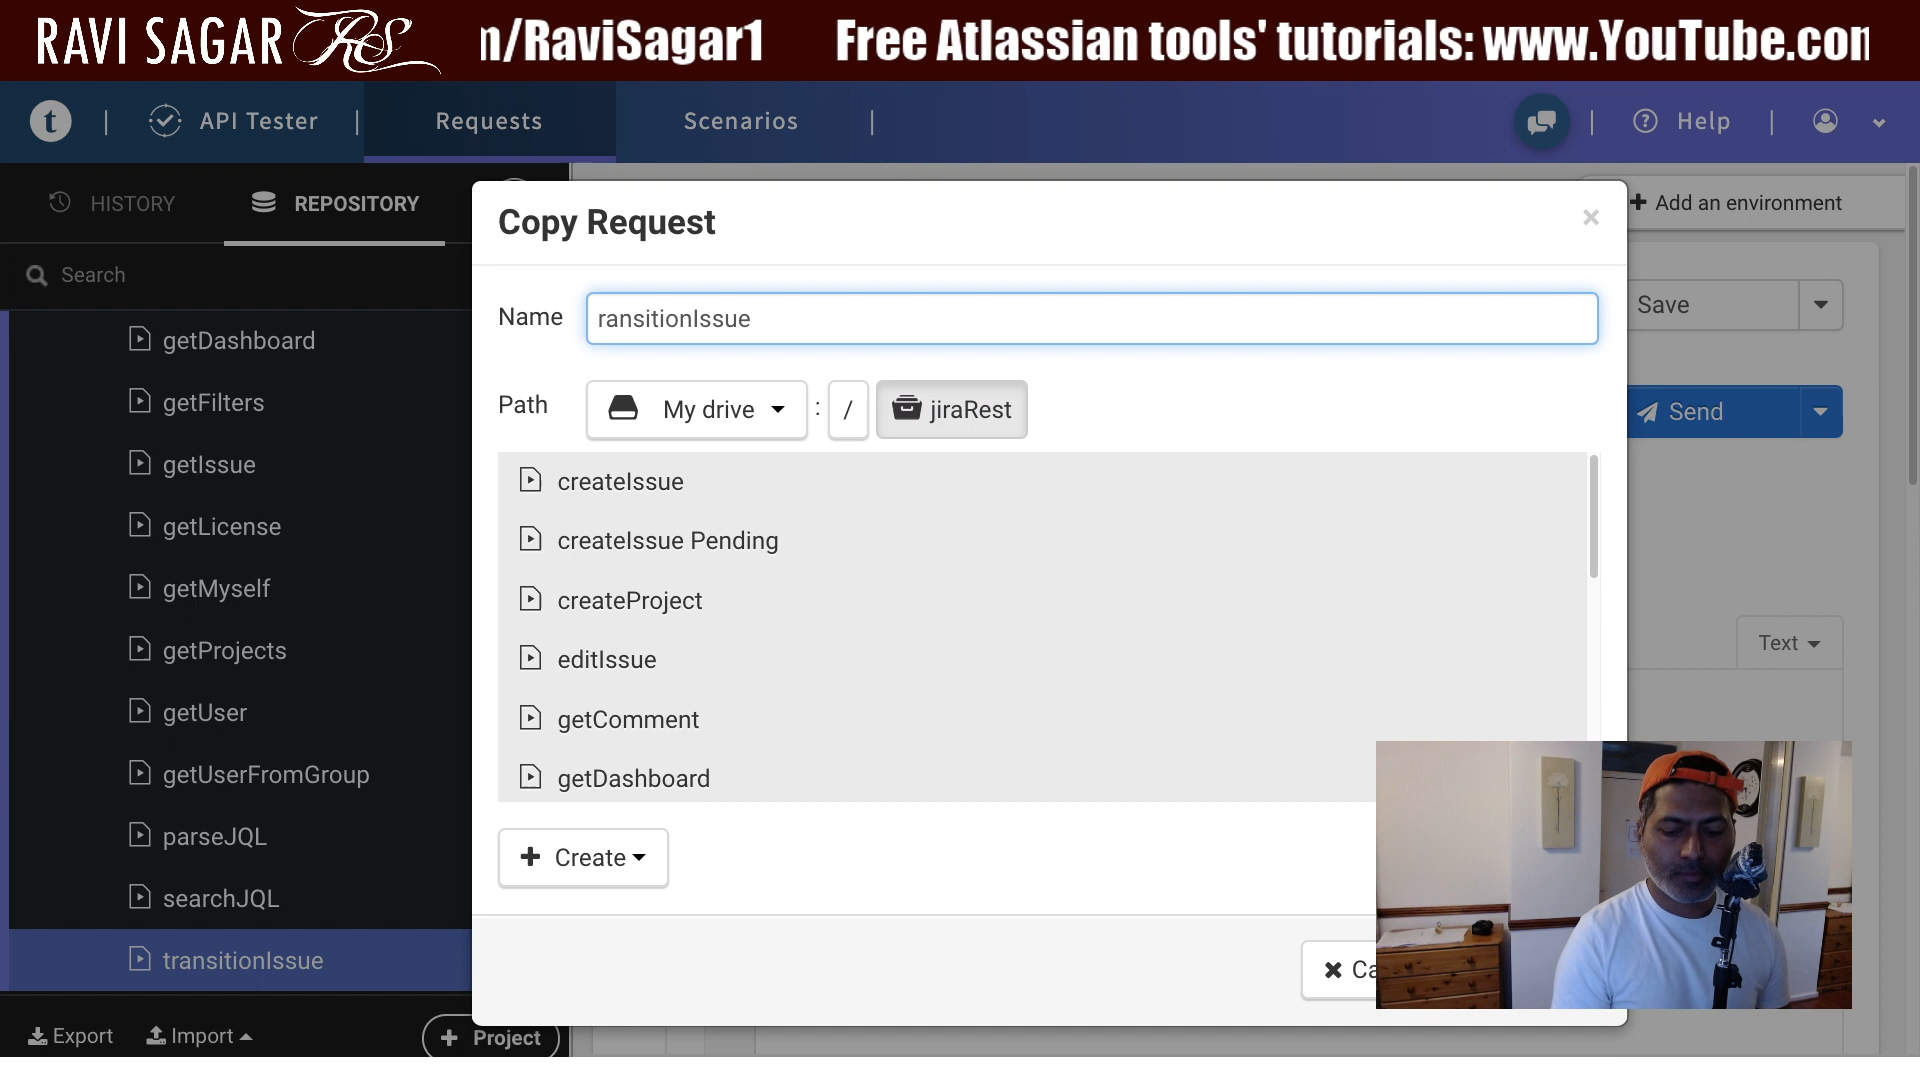 RAVI SAGAR RS n/RaviSagar1 Free Atlassian tools' tutorials: www.YouTube.con
t | API Tester | Requests Scenarios | | Help |
HISTORY REPOSITORY
Search
getDashboard
getFilters
getIssue
getLicense
getMyself
getProjects
getUser
getUserFromGroup
parseJQL
searchJQL
transitionIssue
Export Import + Project
Copy Request ×
Name ransitionIssue
Path My drive : / jiraRest
createIssue
createIssue Pending
createProject
editIssue
getComment
getDashboard
+ Create
× Ca
+ Add an environment
Save
Send
Text